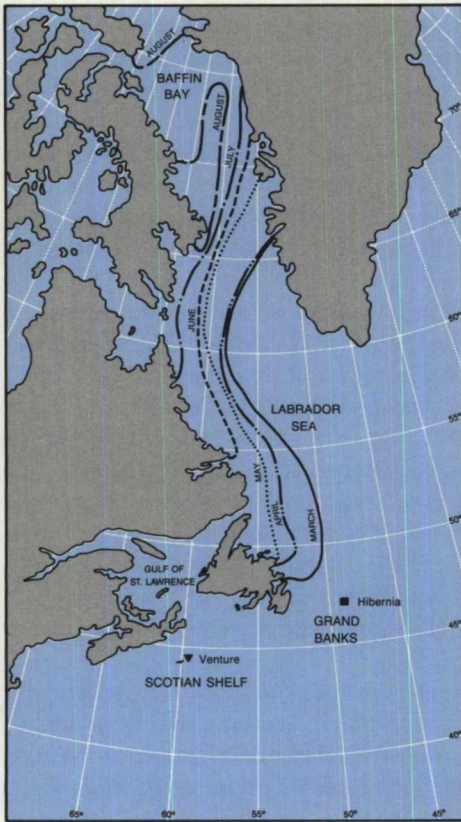 AUGUST
BAFFIN
BAY
AUGUST
JULY
70°
65°
60°
JUNE
LABRADOR
SEA
55°
MAY
APRIL
MARCH
50°
GULF OF
ST. LAWRENCE
Hibernia
GRAND
BANKS
45°
Venture
SCOTIAN SHELF
40°
65°
60°
55°
50°
45°